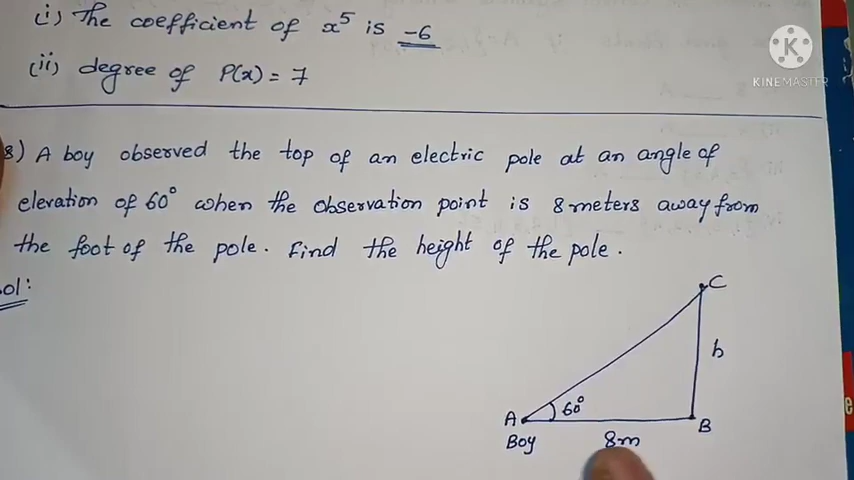 (i) The coefficient of x⁵ is -6
(ii) degree of P(x) = 7
KINEMASTER
8) A boy observed the top of an electric pole at an angle of
elevation of 60° when the observation point is 8 meters away from
the foot of the pole. Find the height of the pole.
ol:
C
h
A 60° B
Boy 8m